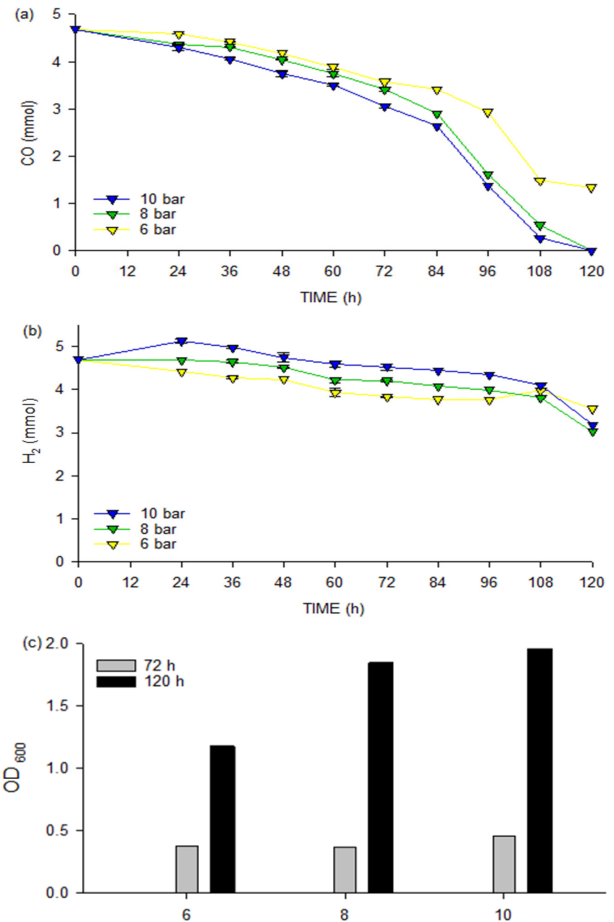 (a)
5
4
3
2
1
0
CO (mmol)
10 bar
8 bar
6 bar
0 12 24 36 48 60 72 84 96 108 120
TIME (h)
(b)
5
4
3
2
1
0
H2 (mmol)
10 bar
8 bar
6 bar
0 12 24 36 48 60 72 84 96 108 120
TIME (h)
(c)
2.0
1.5
1.0
0.5
0.0
OD600
72 h
120 h
6 8 10